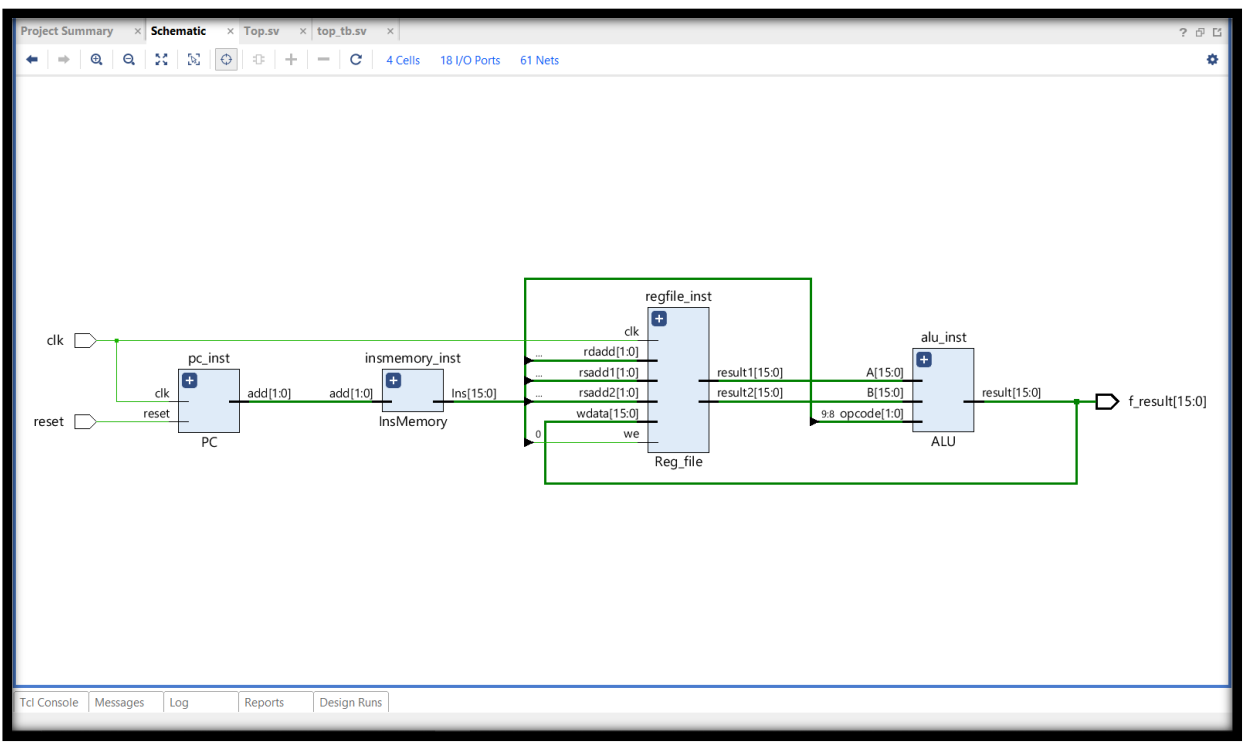 Project Summary × Schematic × Top.sv × top_tb.sv ×
?
4 Cells 18 I/O Ports 61 Nets
regfile_inst
clk
clk
rdadd[1:0]
...
rsadd1[1:0]
...
rsadd2[1:0]
...
wdata[15:0]
0 we
result1[15:0]
result2[15:0]
Reg_file
pc_inst
clk
reset
reset
add[1:0]
PC
insmemory_inst
add[1:0]
Ins[15:0]
InsMemory
alu_inst
A[15:0]
B[15:0]
9:8 opcode[1:0]
result[15:0]
ALU
f_result[15:0]
Tcl Console Messages Log Reports Design Runs